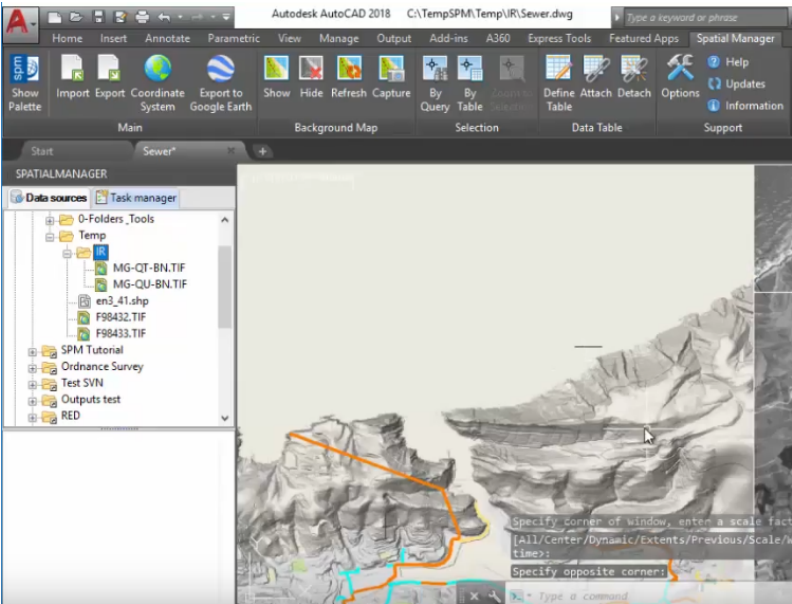 Autodesk AutoCAD 2018 C:\TempSPM\Temp\IR\Sewer.dwg Type a keyword or phrase
Home Insert Annotate Parametric View Manage Output Add-ins A360 Express Tools Featured Apps Spatial Manager
spm
Show Palette
Import
Export
Coordinate System
Export to Google Earth
Show
Hide
Refresh
Capture
By Query
By Table
Zoom to Selection
Define Table
Attach
Detach
Options
Help
Updates
Information
Main
Background Map
Selection
Data Table
Support
Start
Sewer*
SPATIALMANAGER
Data sources
Task manager
0-Folders_Tools
Temp
IR
MG-QT-BN.TIF
MG-QU-BN.TIF
en3_41.shp
F98432.TIF
F98433.TIF
SPM Tutorial
Ordnance Survey
Test SVN
Outputs test
RED
Specify corner of window, enter a scale fact
[All/Center/Dynamic/Extents/Previous/Scale/W
time>:
Specify opposite corner:
Type a command